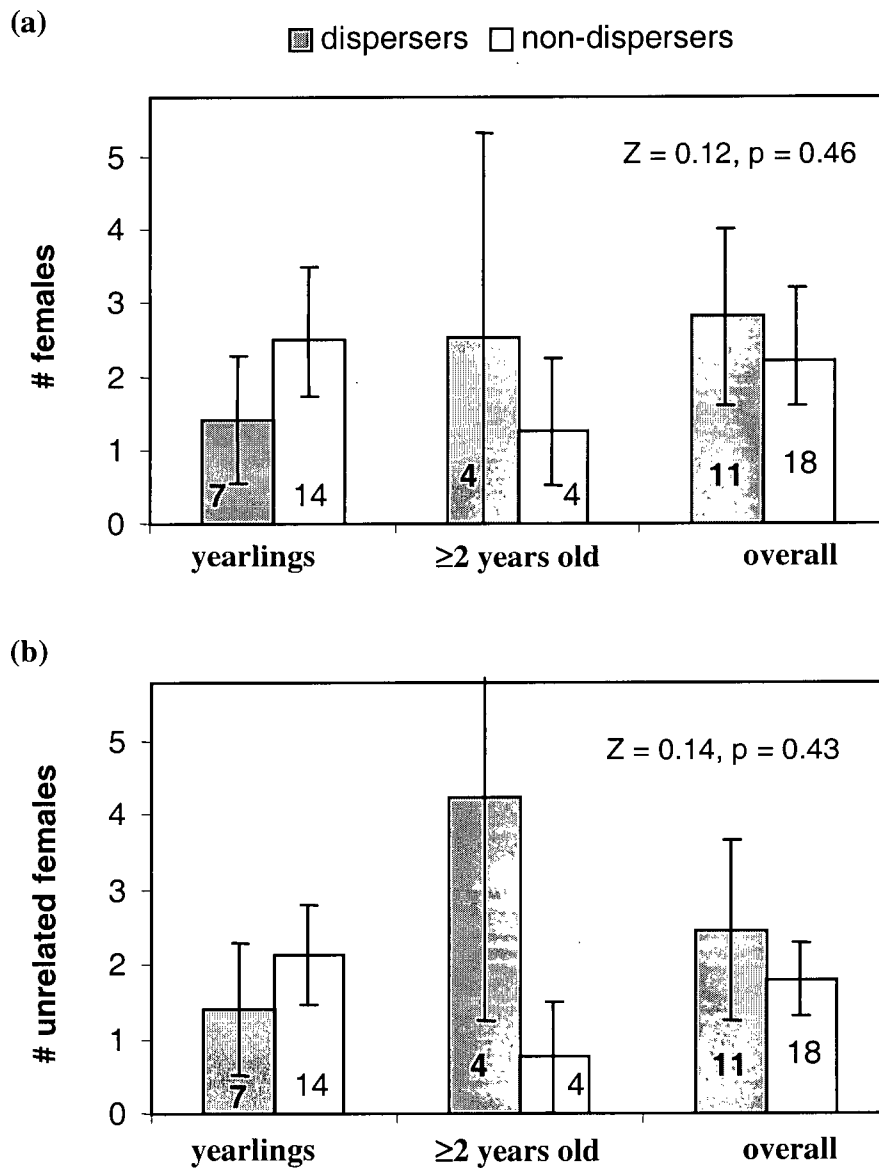 (a)
dispersers non-dispersers
Z = 0.12, p = 0.46
# females
5
4
3
2
1
0
7 14 4 4 11 18
yearlings ≥2 years old overall
(b)
Z = 0.14, p = 0.43
# unrelated females
5
4
3
2
1
0
7 14 4 4 11 18
yearlings ≥2 years old overall